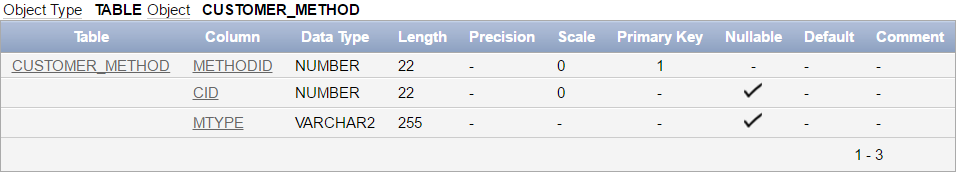 Object Type TABLE Object CUSTOMER_METHOD
Table Column Data Type Length Precision Scale Primary Key Nullable Default Comment
CUSTOMER_METHOD METHODID NUMBER 22 - 0 1 - - -
CID NUMBER 22 - 0 - ✓ - -
MTYPE VARCHAR2 255 - - - ✓ - -
1 - 3